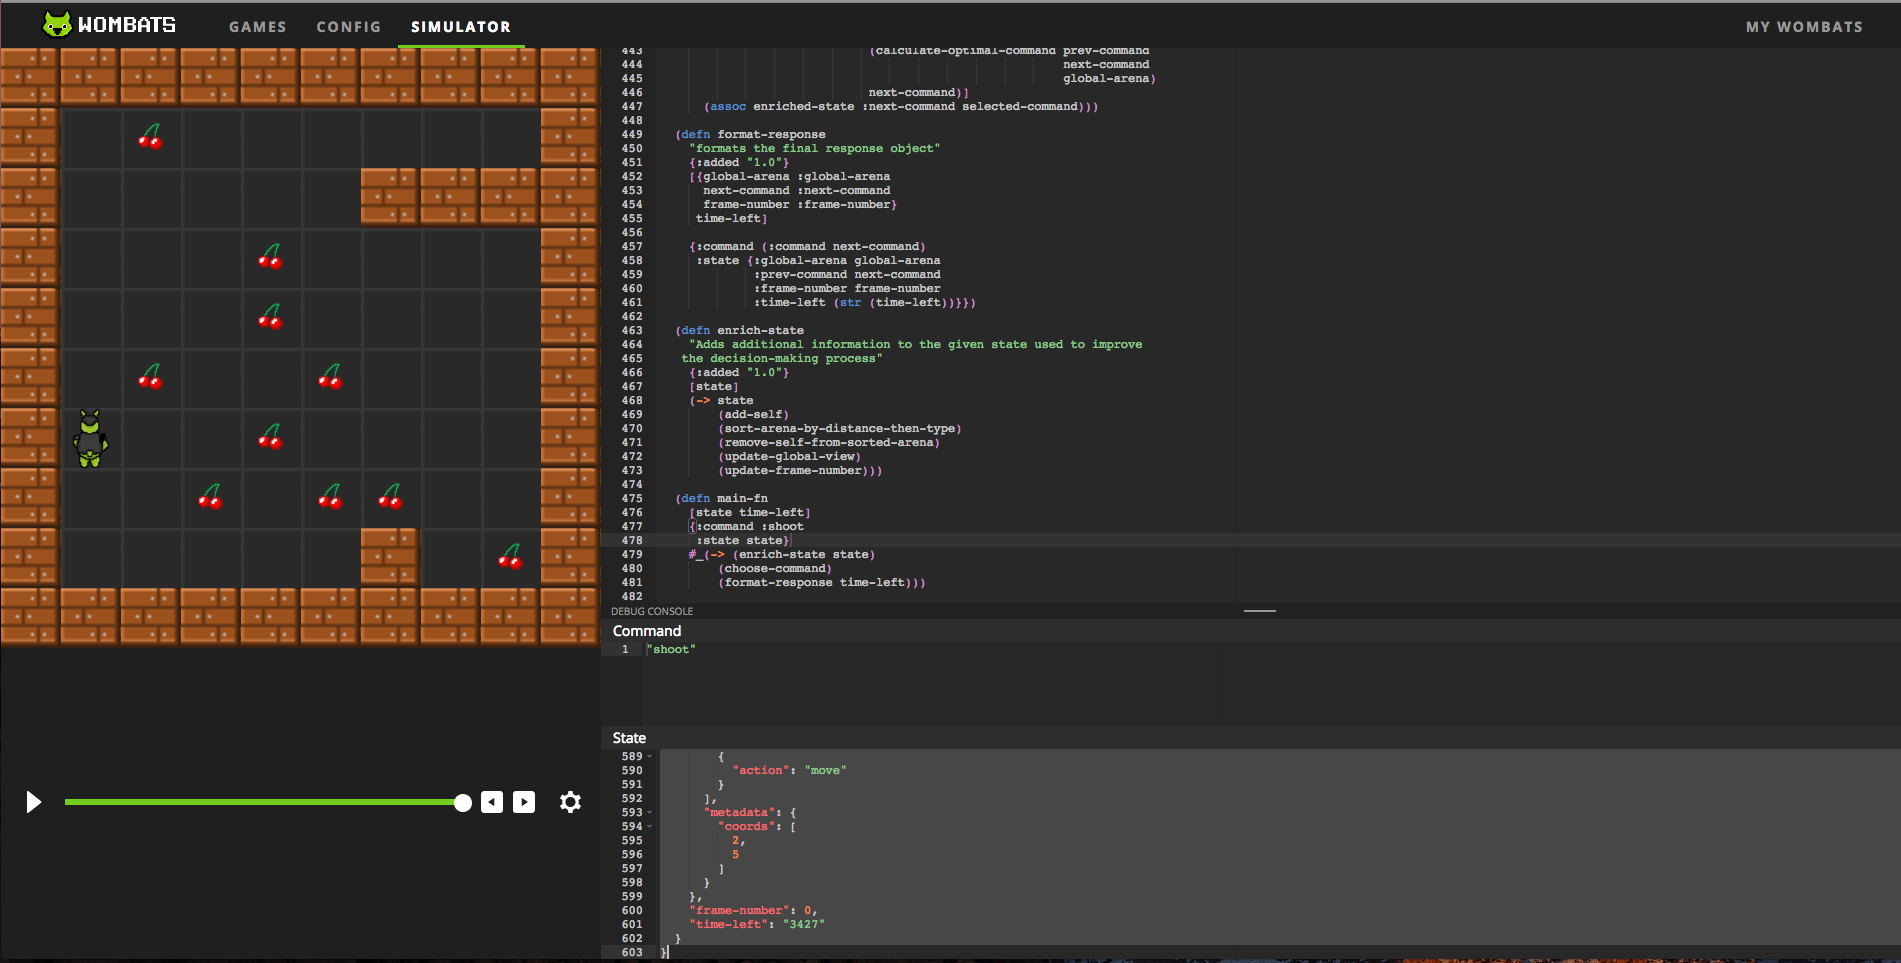 WOMBATS
GAMES
CONFIG
SIMULATOR
MY WOMBATS
443 (calculate-optimal-command prev-command
444 next-command
445 global-arena)
446 next-command)]
447 (assoc enriched-state :next-command selected-command)))
448
449 (defn format-response
450 "formats the final response object"
451 {:added "1.0"}
452 [{global-arena :global-arena
453 next-command :next-command
454 frame-number :frame-number}
455 time-left]
456
457 {:command (:command next-command)
458 :state {:global-arena global-arena
459 :prev-command next-command
460 :frame-number frame-number
461 :time-left (str (time-left))}})
462
463 (defn enrich-state
464 "Adds additional information to the given state used to improve
465 the decision-making process"
466 {:added "1.0"}
467 [state]
468 (-> state
469 (add-self)
470 (sort-arena-by-distance-then-type)
471 (remove-self-from-sorted-arena)
472 (update-global-view)
473 (update-frame-number)))
474
475 (defn main-fn
476 [state time-left]
477 {:command :shoot
478 :state state}
479 #_(-> (enrich-state state)
480 (choose-command)
481 (format-response time-left)))
482
DEBUG CONSOLE
Command
1 "shoot"
State
589 {
590 "action": "move"
591 }
592 ],
593 "metadata": {
594 "coords": [
595 2,
596 5
597 ]
598 }
599 },
600 "frame-number": 0,
601 "time-left": "3427"
602 }
603 }